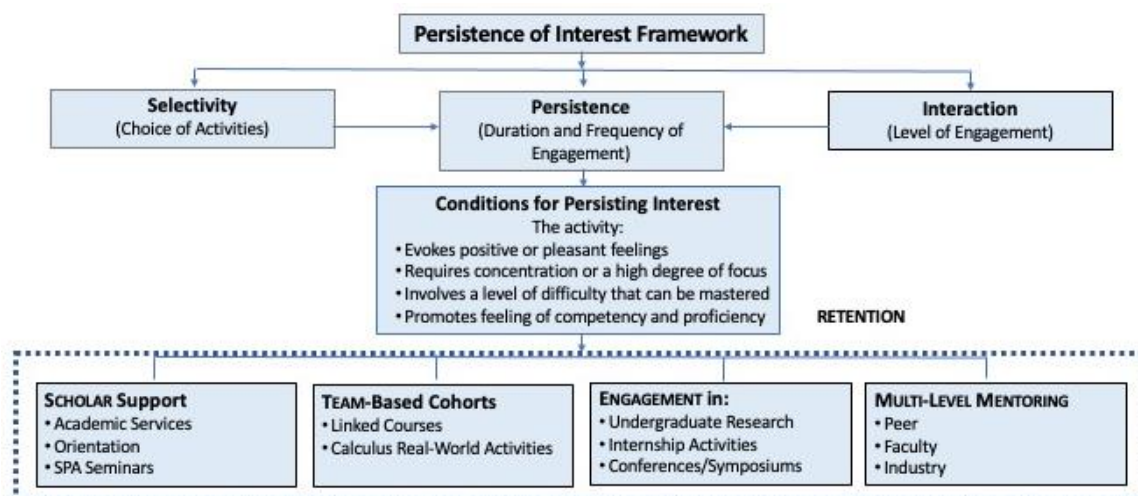 Persistence of Interest Framework
Selectivity
(Choice of Activities)
Persistence
(Duration and Frequency of
Engagement)
Interaction
(Level of Engagement)
Conditions for Persisting Interest
The activity:
• Evokes positive or pleasant feelings
• Requires concentration or a high degree of focus
• Involves a level of difficulty that can be mastered
• Promotes feeling of competency and proficiency
RETENTION
SCHOLAR Support
• Academic Services
• Orientation
• SPA Seminars
TEAM-Based Cohorts
• Linked Courses
• Calculus Real-World Activities
ENGAGEMENT in:
• Undergraduate Research
• Internship Activities
• Conferences/Symposiums
MULTI-LEVEL MENTORING
• Peer
• Faculty
• Industry